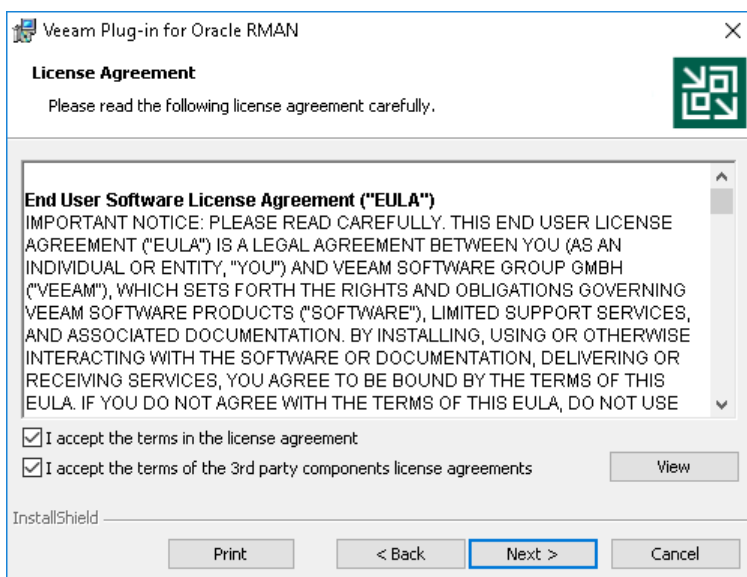 Veeam Plug-in for Oracle RMAN
License Agreement
Please read the following license agreement carefully.
End User Software License Agreement ("EULA")
IMPORTANT NOTICE: PLEASE READ CAREFULLY. THIS END USER LICENSE
AGREEMENT ("EULA") IS A LEGAL AGREEMENT BETWEEN YOU (AS AN
INDIVIDUAL OR ENTITY, "YOU") AND VEEAM SOFTWARE GROUP GMBH
("VEEAM"), WHICH SETS FORTH THE RIGHTS AND OBLIGATIONS GOVERNING
VEEAM SOFTWARE PRODUCTS ("SOFTWARE"), LIMITED SUPPORT SERVICES,
AND ASSOCIATED DOCUMENTATION. BY INSTALLING, USING OR OTHERWISE
INTERACTING WITH THE SOFTWARE OR DOCUMENTATION, DELIVERING OR
RECEIVING SERVICES, YOU AGREE TO BE BOUND BY THE TERMS OF THIS
EULA. IF YOU DO NOT AGREE WITH THE TERMS OF THIS EULA, DO NOT USE
I accept the terms in the license agreement
I accept the terms of the 3rd party components license agreements
View
InstallShield
Print
< Back
Next >
Cancel